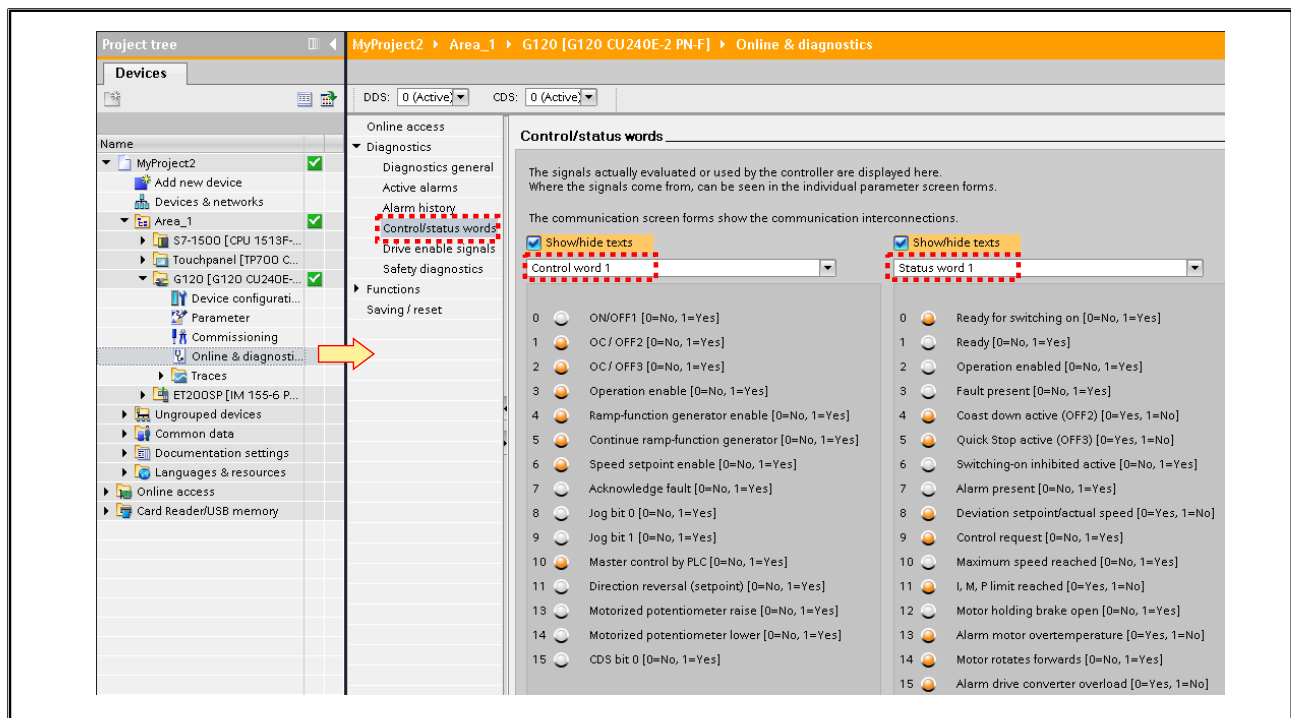 Project tree
Devices
Name
MyProject2
Add new device
Devices & networks
Area_1
S7-1500 [CPU 1513F-...
Touchpanel [TP700 C...
G120 [G120 CU240E-...
Device configurati...
Parameter
Commissioning
Online & diagnosti...
Traces
ET200SP [IM 155-6 P...
Ungrouped devices
Common data
Documentation settings
Languages & resources
Online access
Card Reader/USB memory
MyProject2 ▸ Area_1 ▸ G120 [G120 CU240E-2 PN-F] ▸ Online & diagnostics
DDS: 0 (Active) CDS: 0 (Active)
Online access
Diagnostics
Diagnostics general
Active alarms
Alarm history
Control/status words
Drive enable signals
Safety diagnostics
Functions
Saving / reset
Control/status words
The signals actually evaluated or used by the controller are displayed here.
Where the signals come from, can be seen in the individual parameter screen forms.
The communication screen forms show the communication interconnections.
Show/hide texts
Control word 1
0 ON/OFF1 [0=No, 1=Yes]
1 OC / OFF2 [0=No, 1=Yes]
2 OC / OFF3 [0=No, 1=Yes]
3 Operation enable [0=No, 1=Yes]
4 Ramp-function generator enable [0=No, 1=Yes]
5 Continue ramp-function generator [0=No, 1=Yes]
6 Speed setpoint enable [0=No, 1=Yes]
7 Acknowledge fault [0=No, 1=Yes]
8 Jog bit 0 [0=No, 1=Yes]
9 Jog bit 1 [0=No, 1=Yes]
10 Master control by PLC [0=No, 1=Yes]
11 Direction reversal (setpoint) [0=No, 1=Yes]
13 Motorized potentiometer raise [0=No, 1=Yes]
14 Motorized potentiometer lower [0=No, 1=Yes]
15 CDS bit 0 [0=No, 1=Yes]
Show/hide texts
Status word 1
0 Ready for switching on [0=No, 1=Yes]
1 Ready [0=No, 1=Yes]
2 Operation enabled [0=No, 1=Yes]
3 Fault present [0=No, 1=Yes]
4 Coast down active (OFF2) [0=Yes, 1=No]
5 Quick Stop active (OFF3) [0=Yes, 1=No]
6 Switching-on inhibited active [0=No, 1=Yes]
7 Alarm present [0=No, 1=Yes]
8 Deviation setpoint/actual speed [0=Yes, 1=No]
9 Control request [0=No, 1=Yes]
10 Maximum speed reached [0=No, 1=Yes]
11 I, M, P limit reached [0=Yes, 1=No]
12 Motor holding brake open [0=No, 1=Yes]
13 Alarm motor overtemperature [0=Yes, 1=No]
14 Motor rotates forwards [0=No, 1=Yes]
15 Alarm drive converter overload [0=Yes, 1=No]